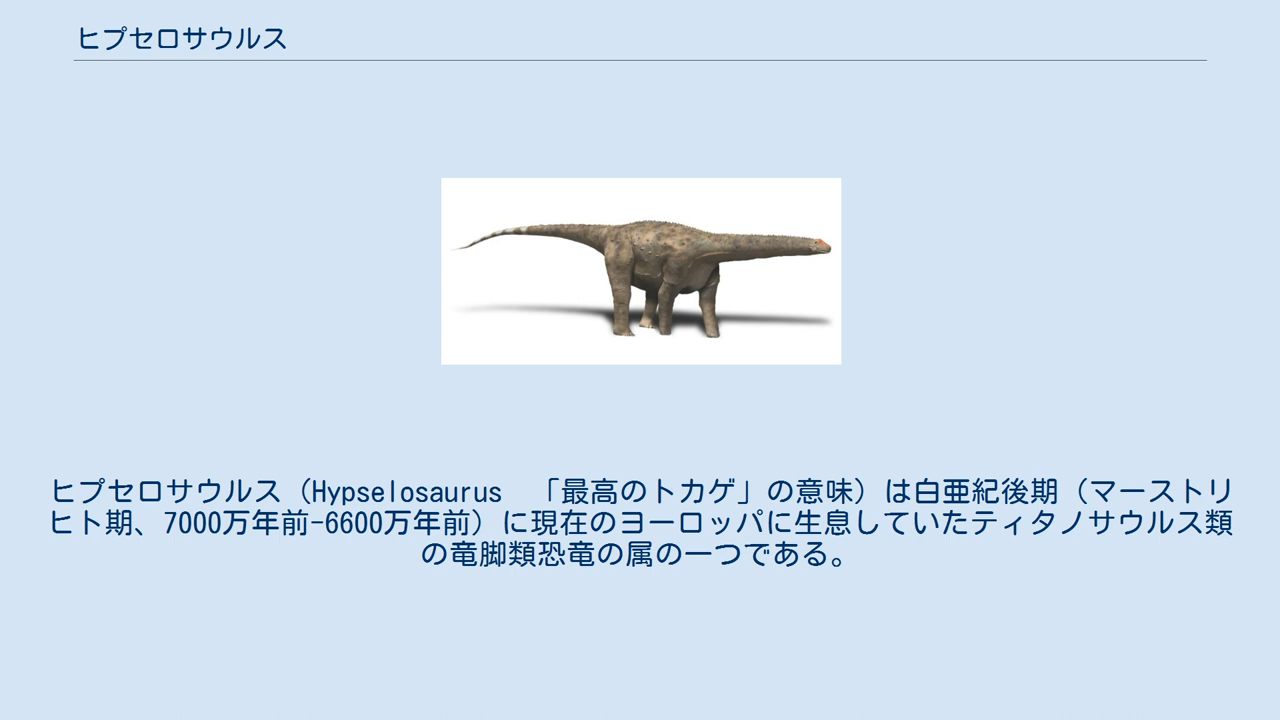 ヒプセロサウルス
ヒプセロサウルス（Hypselosaurus　「最高のトカゲ」の意味）は白亜紀後期（マーストリ
ヒト期、7000万年前-6600万年前）に現在のヨーロッパに生息していたティタノサウルス類
の竜脚類恐竜の属の一つである。